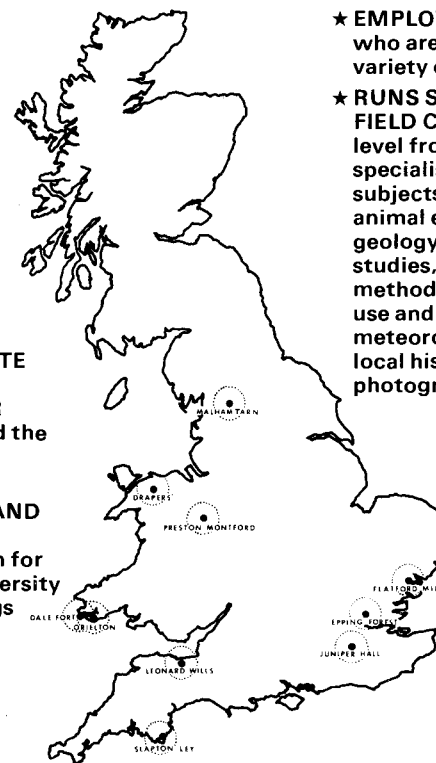 ★ EMPLOY
who are
variety
★ RUNS S
FIELD C
level fro
specialis
subjects
animal e
geology
studies,
method
use and
meteoro
local his
photogr
TE
d the
AND
n for
versity
gs
MALHAM TARN
DRAPERS
PRESTON MONTFORD
DALE FORT
ORIELTON
FLATFORD MIL
EPPING FOREST
JUNIPER HALL
LEONARD WILLS
SLAPTON LEY